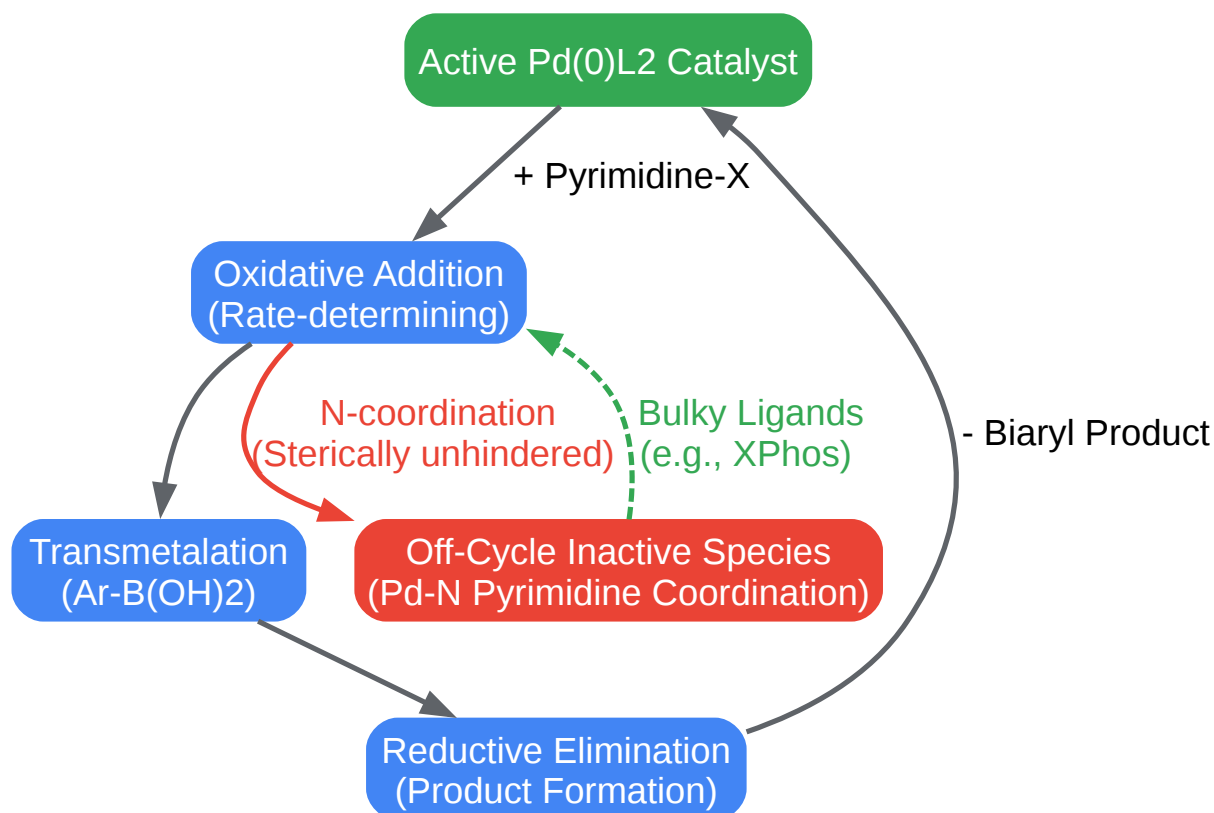 Active Pd(0)L2 Catalyst
+ Pyrimidine-X
Oxidative Addition
(Rate-determining)
N-coordination
(Sterically unhindered)
Bulky Ligands
(e.g., XPhos)
- Biaryl Product
Transmetalation
(Ar-B(OH)2)
Off-Cycle Inactive Species
(Pd-N Pyrimidine Coordination)
Reductive Elimination
(Product Formation)